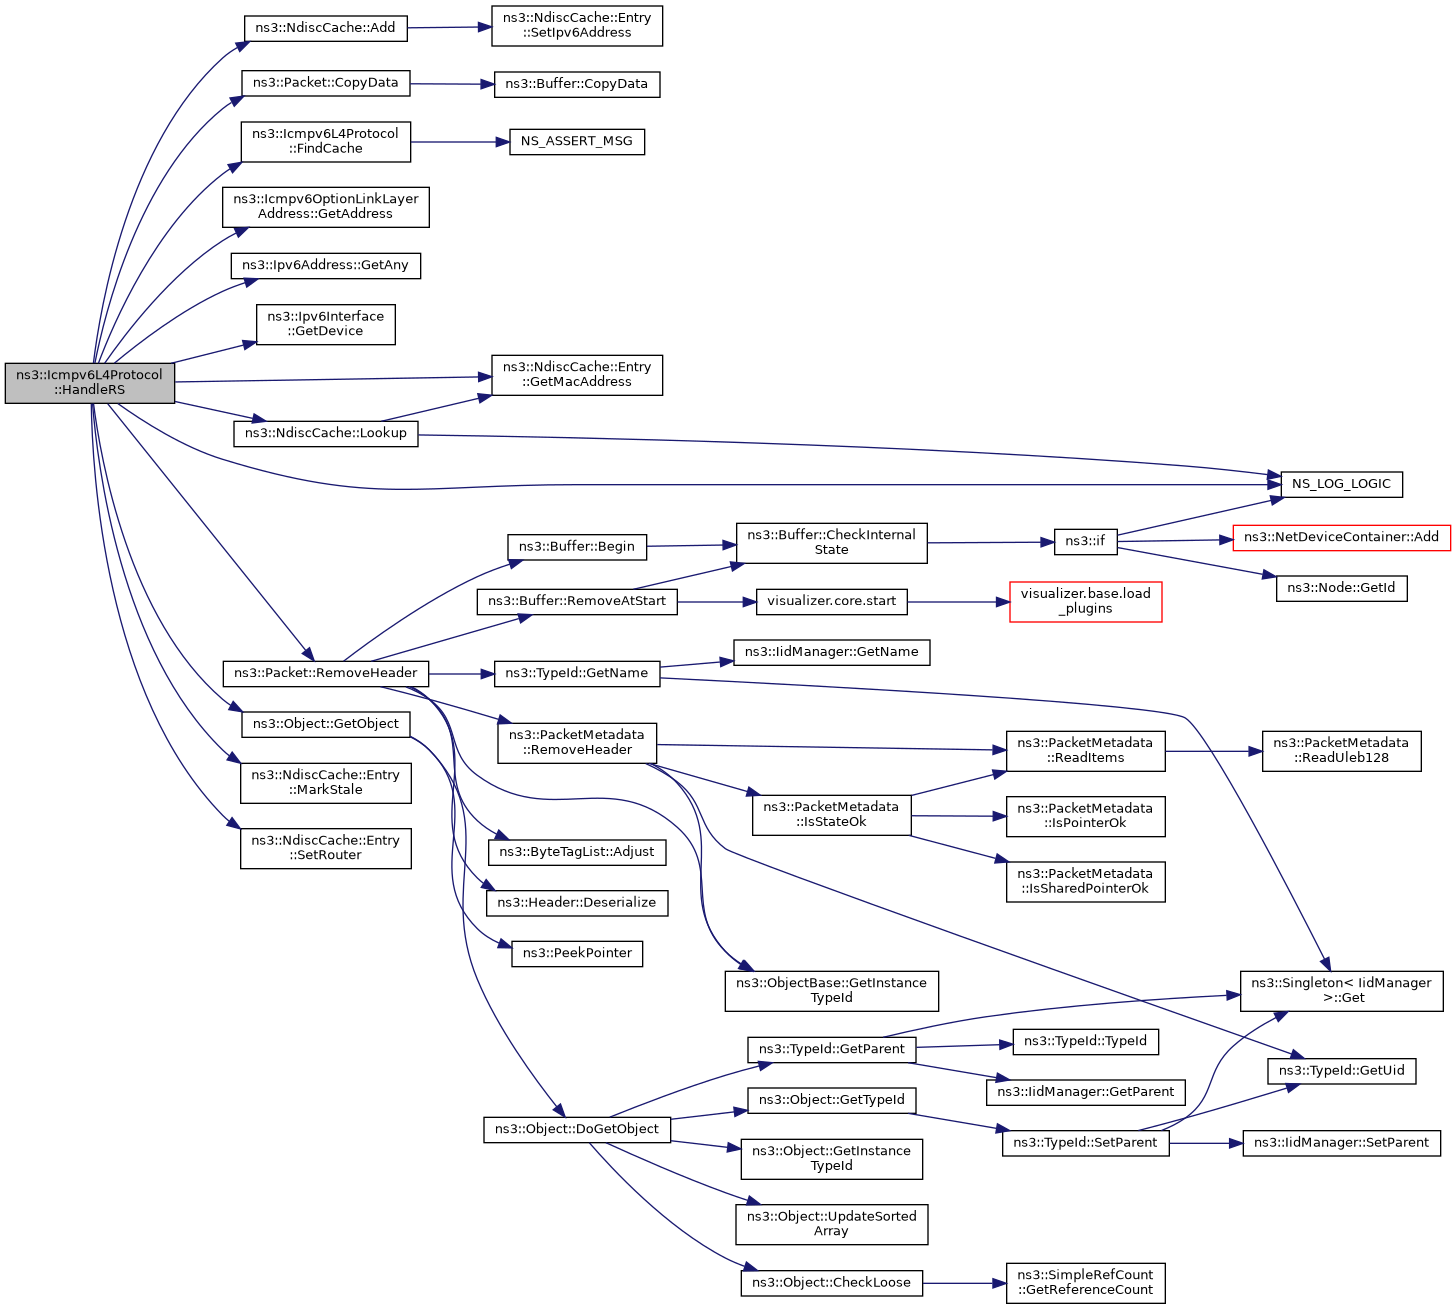 ns3::Icmpv6L4Protocol
::HandleRS
ns3::NdiscCache::Add
ns3::NdiscCache::Entry
::SetIpv6Address
ns3::Packet::CopyData
ns3::Buffer::CopyData
ns3::Icmpv6L4Protocol
::FindCache
NS_ASSERT_MSG
ns3::Icmpv6OptionLinkLayer
Address::GetAddress
ns3::Ipv6Address::GetAny
ns3::Ipv6Interface
::GetDevice
ns3::NdiscCache::Entry
::GetMacAddress
ns3::NdiscCache::Lookup
NS_LOG_LOGIC
ns3::Buffer::Begin
ns3::Buffer::CheckInternal
State
ns3::if
ns3::NetDeviceContainer::Add
ns3::Node::GetId
ns3::Buffer::RemoveAtStart
visualizer.core.start
visualizer.base.load
_plugins
ns3::Packet::RemoveHeader
ns3::TypeId::GetName
ns3::IidManager::GetName
ns3::Object::GetObject
ns3::PacketMetadata
::RemoveHeader
ns3::PacketMetadata
::ReadItems
ns3::PacketMetadata
::ReadUleb128
ns3::NdiscCache::Entry
::MarkStale
ns3::PacketMetadata
::IsStateOk
ns3::PacketMetadata
::IsPointerOk
ns3::NdiscCache::Entry
::SetRouter
ns3::ByteTagList::Adjust
ns3::PacketMetadata
::IsSharedPointerOk
ns3::Header::Deserialize
ns3::PeekPointer
ns3::ObjectBase::GetInstance
TypeId
ns3::Singleton< IidManager
>::Get
ns3::TypeId::GetParent
ns3::TypeId::TypeId
ns3::TypeId::GetUid
ns3::IidManager::GetParent
ns3::Object::DoGetObject
ns3::Object::GetTypeId
ns3::TypeId::SetParent
ns3::IidManager::SetParent
ns3::Object::GetInstance
TypeId
ns3::Object::UpdateSorted
Array
ns3::Object::CheckLoose
ns3::SimpleRefCount
::GetReferenceCount